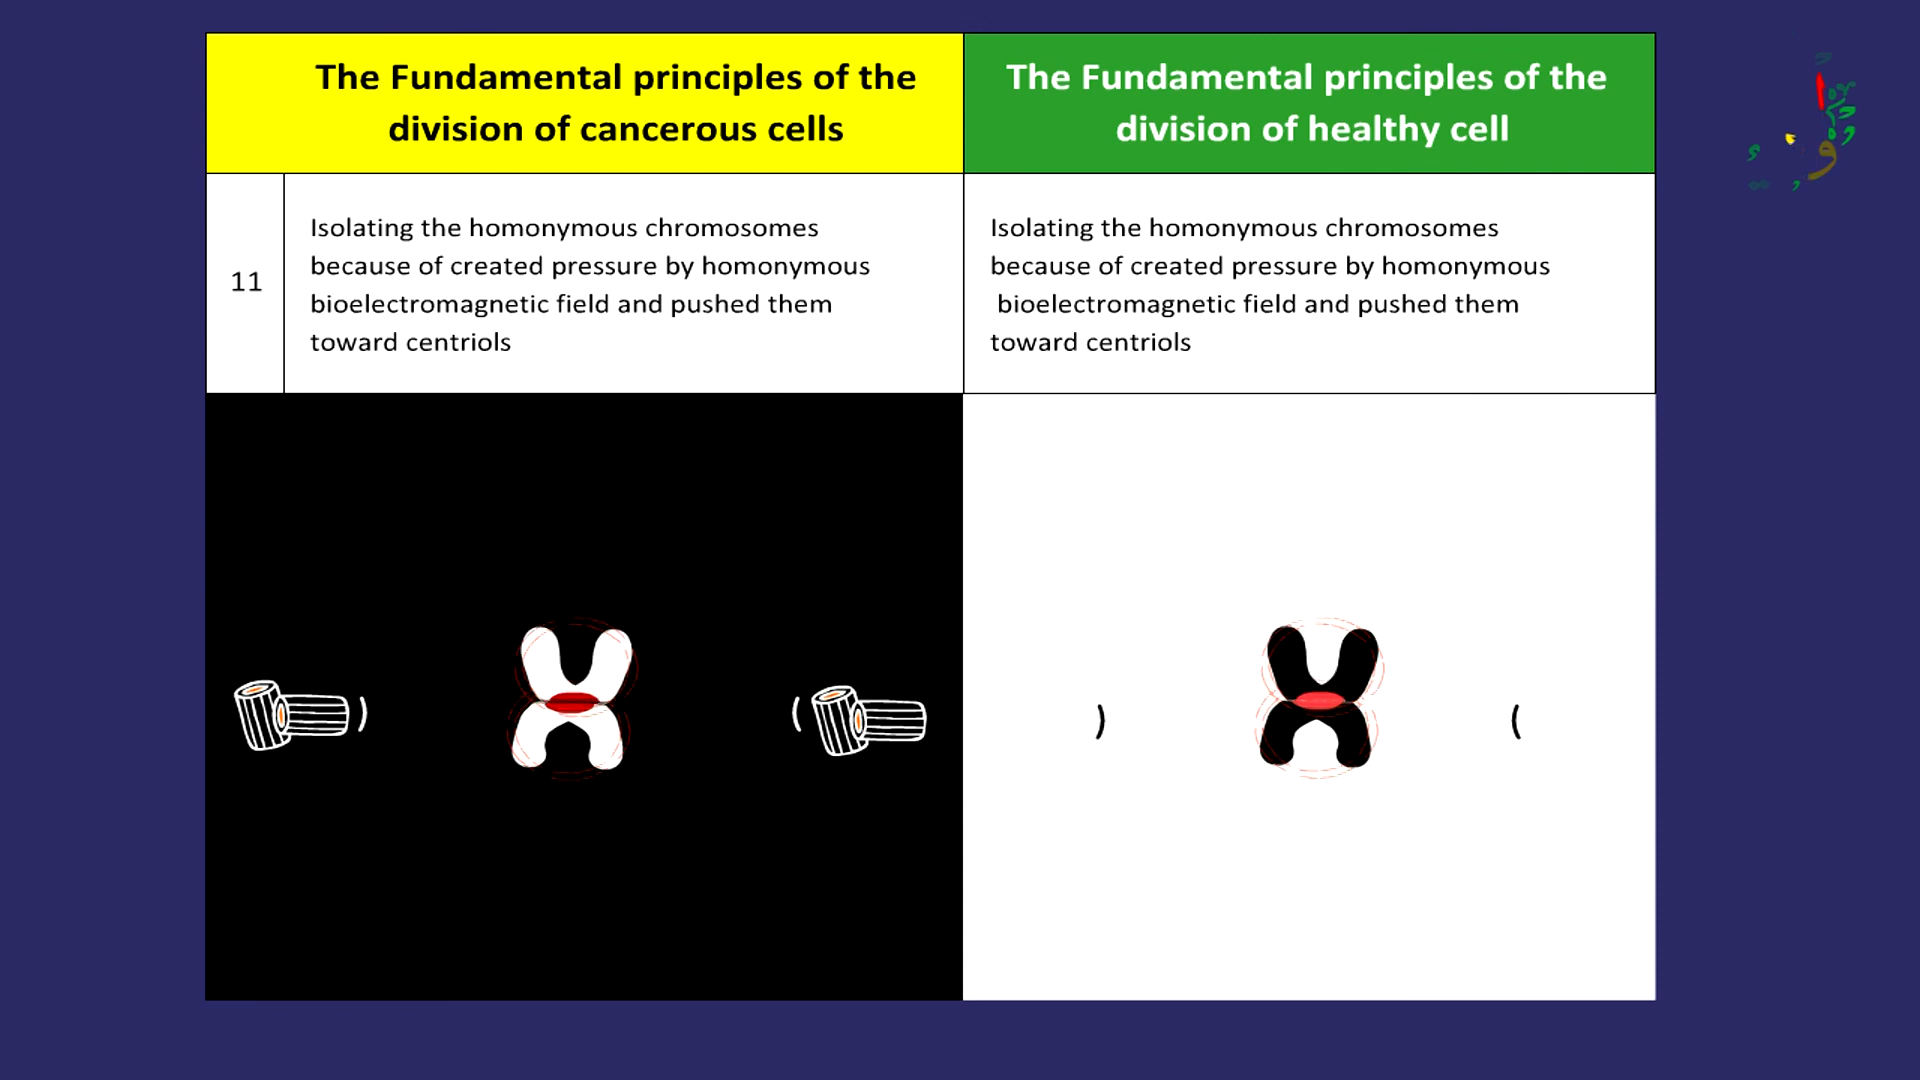 The Fundamental principles of the
division of cancerous cells
The Fundamental principles of the
division of healthy cell
11
Isolating the homonymous chromosomes
because of created pressure by homonymous
bioelectromagnetic field and pushed them
toward centriols
Isolating the homonymous chromosomes
because of created pressure by homonymous
bioelectromagnetic field and pushed them
toward centriols